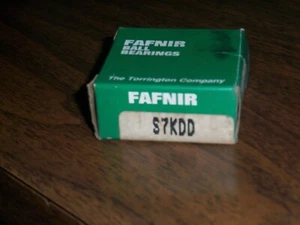 FAFNIR
BALL
BEARINGS
The Torrington Company
FAFNIR
S7KDD